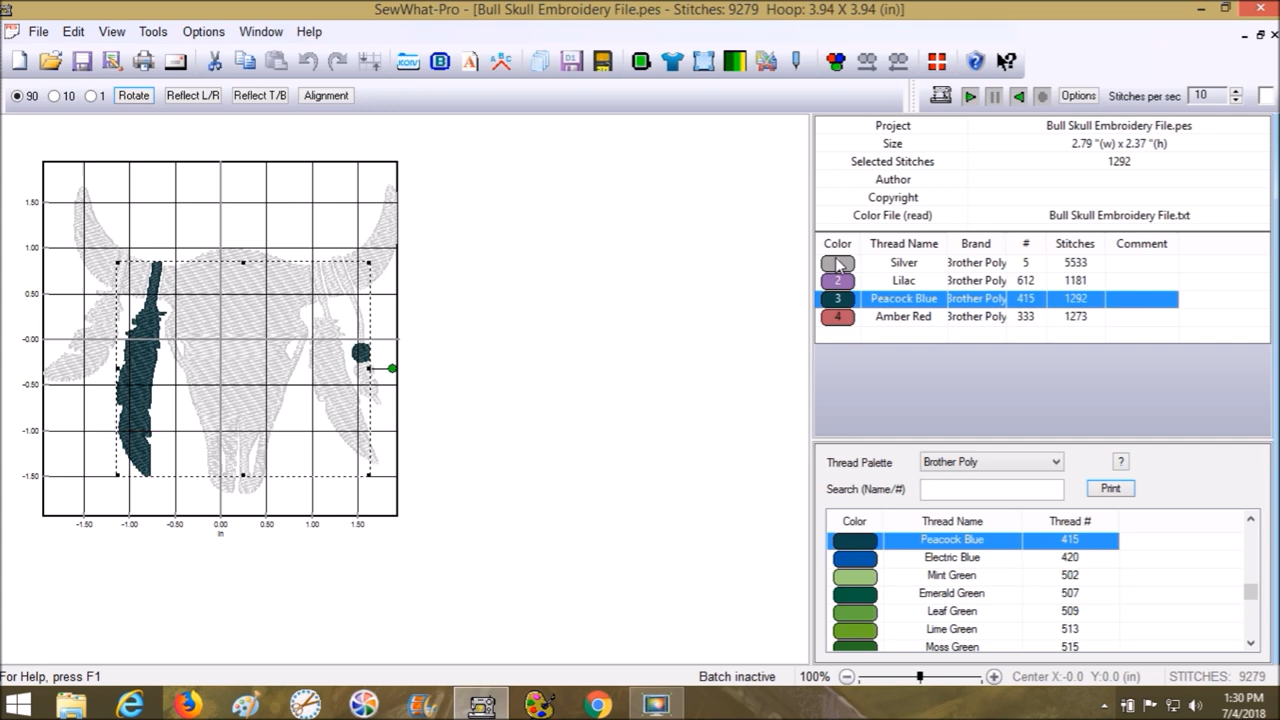 SewWhat-Pro - [Bull Skull Embroidery File.pes - Stitches: 9279 Hoop: 3.94 X 3.94 (in)]
File Edit View Tools Options Window Help
90 10 1 Rotate Reflect L/R Reflect T/B Alignment Options Stitches per sec 10
Project Bull Skull Embroidery File.pes
Size 2.79 "(w) x 2.37 "(h)
Selected Stitches 1292
Author
Copyright
Color File (read) Bull Skull Embroidery File.txt
Color Thread Name Brand # Stitches Comment
Silver Brother Poly 5 5533
2 Lilac Brother Poly 612 1181
3 Peacock Blue Brother Poly 415 1292
4 Amber Red Brother Poly 333 1273
1.50
1.00
0.50
-0.00
-0.50
-1.00
-1.50
-1.50 -1.00 -0.50 0.00 0.50 1.00 1.50
in
Thread Palette Brother Poly ?
Search (Name/#) Print
Color Thread Name Thread #
Peacock Blue 415
Electric Blue 420
Mint Green 502
Emerald Green 507
Leaf Green 509
Lime Green 513
Moss Green 515
For Help, press F1 Batch inactive 100% Center X:-0.0 Y:0.0 (in) STITCHES: 9279
1:30 PM
7/4/2018